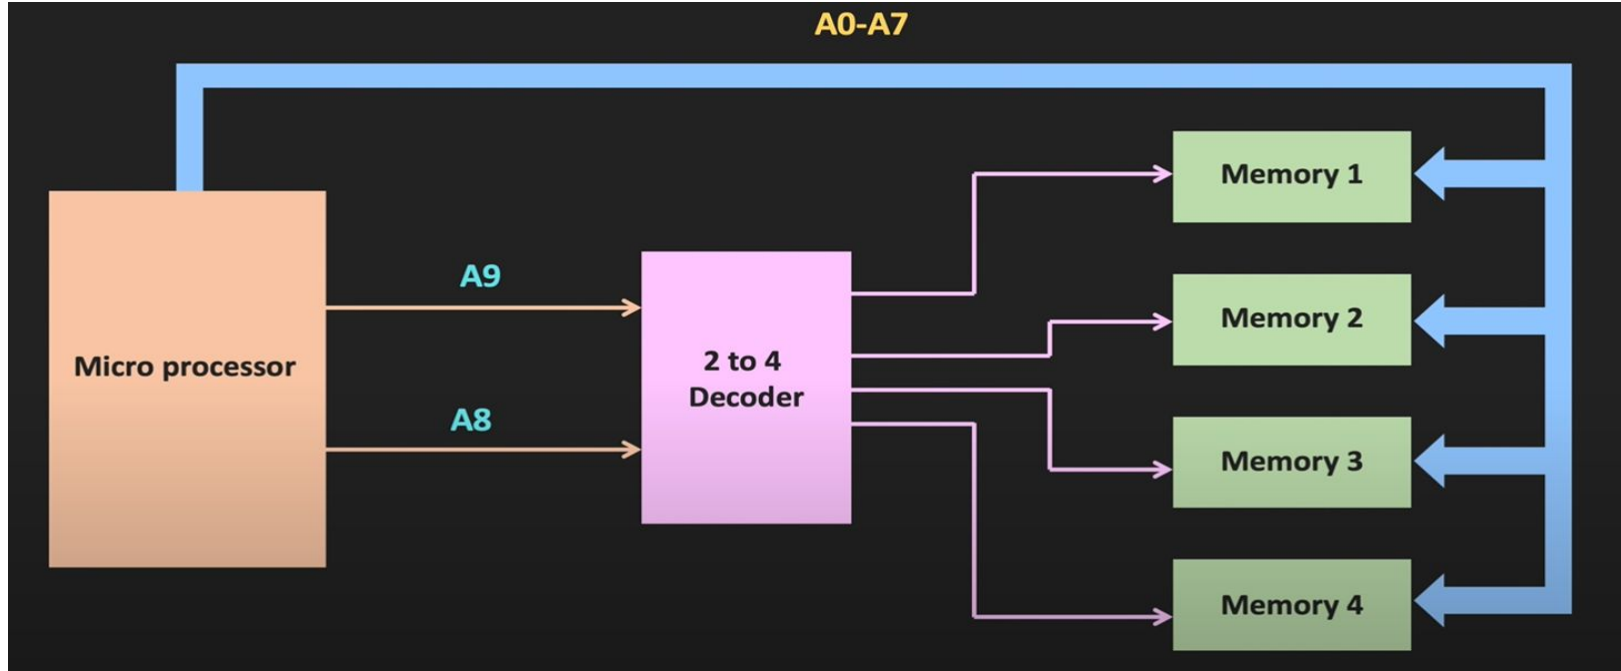 A0-A7
Micro processor
A9
A8
2 to 4
Decoder
Memory 1
Memory 2
Memory 3
Memory 4